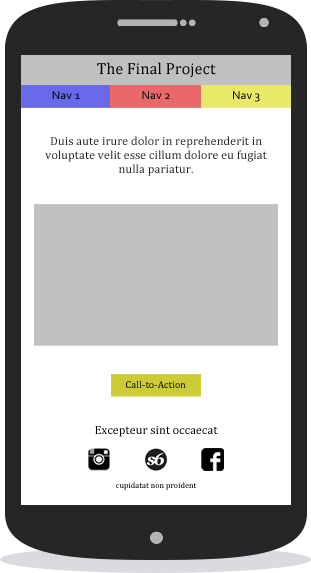 The Final Project
Nav 1 Nav 2 Nav 3
Duis aute irure dolor in reprehenderit in
voluptate velit esse cillum dolore eu fugiat
nulla pariatur.
Call-to-Action
Excepteur sint occaecat
s6 f
cupidatat non proident